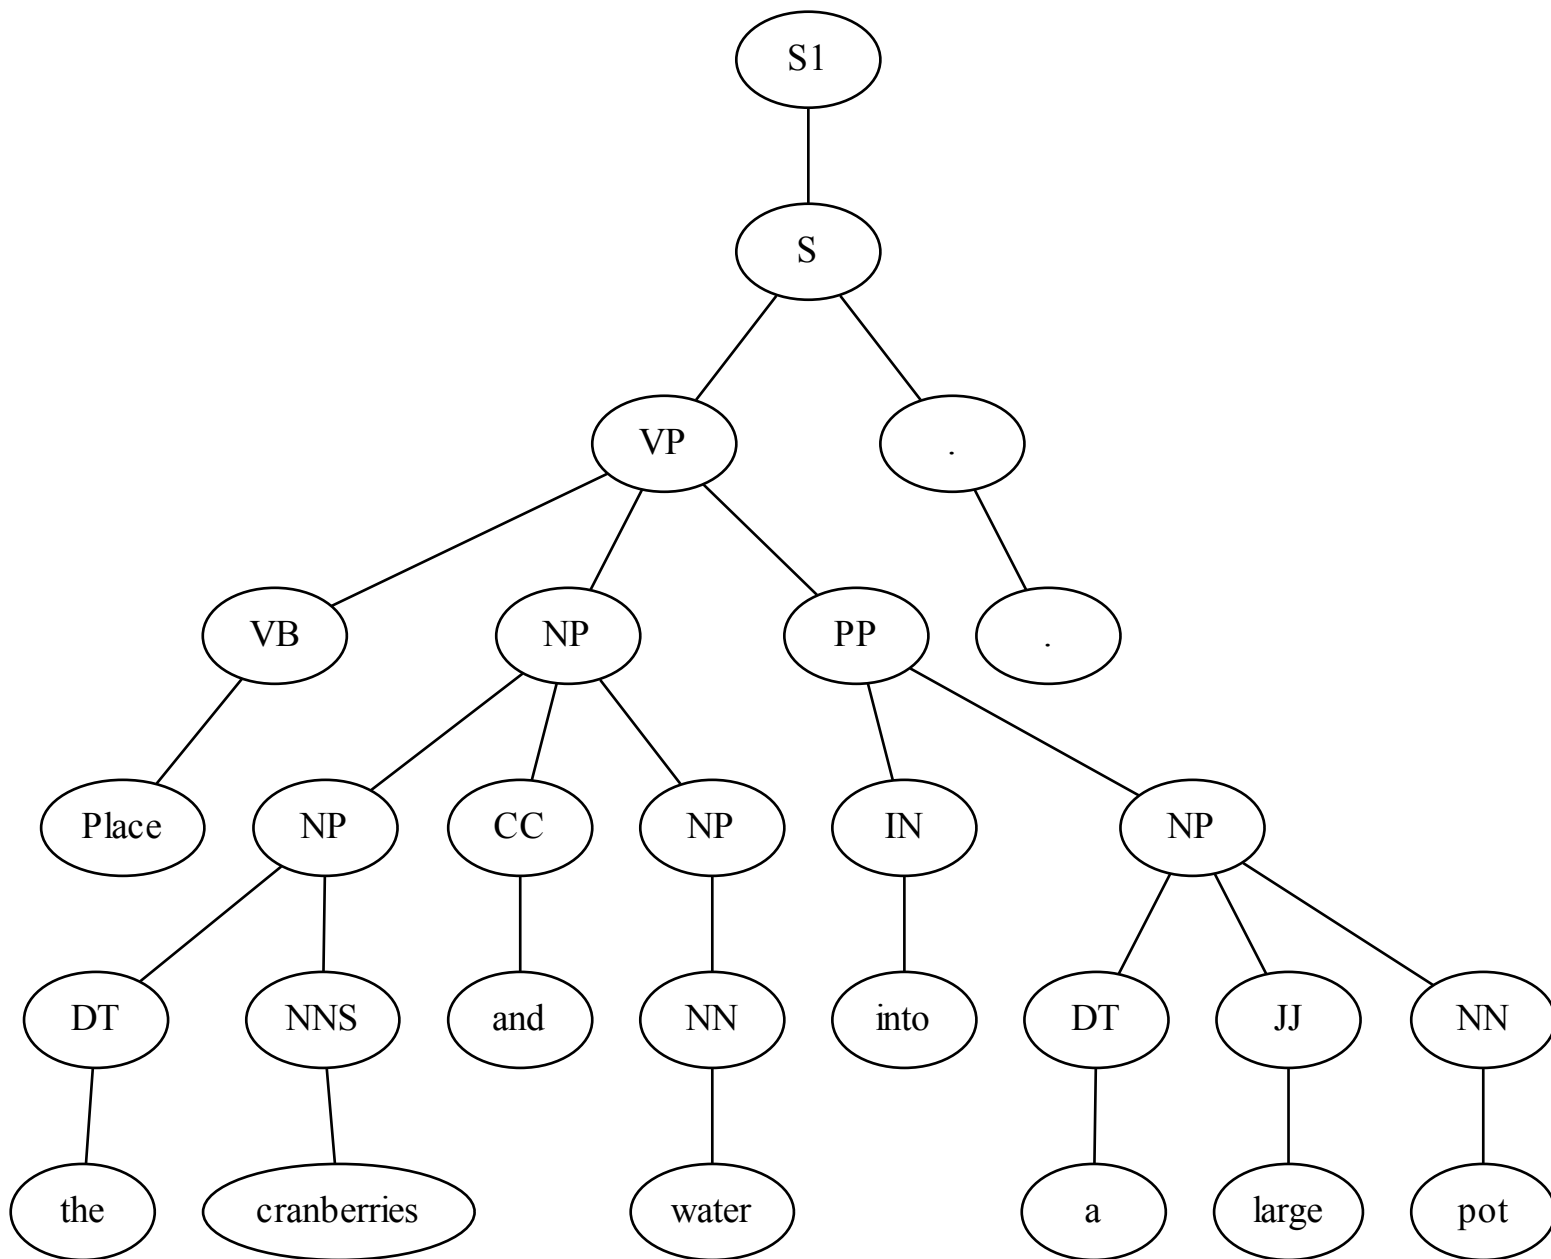 S1
S
VP .
VB NP PP .
Place NP CC NP IN NP
DT NNS and NN into DT JJ NN
the cranberries water a large pot